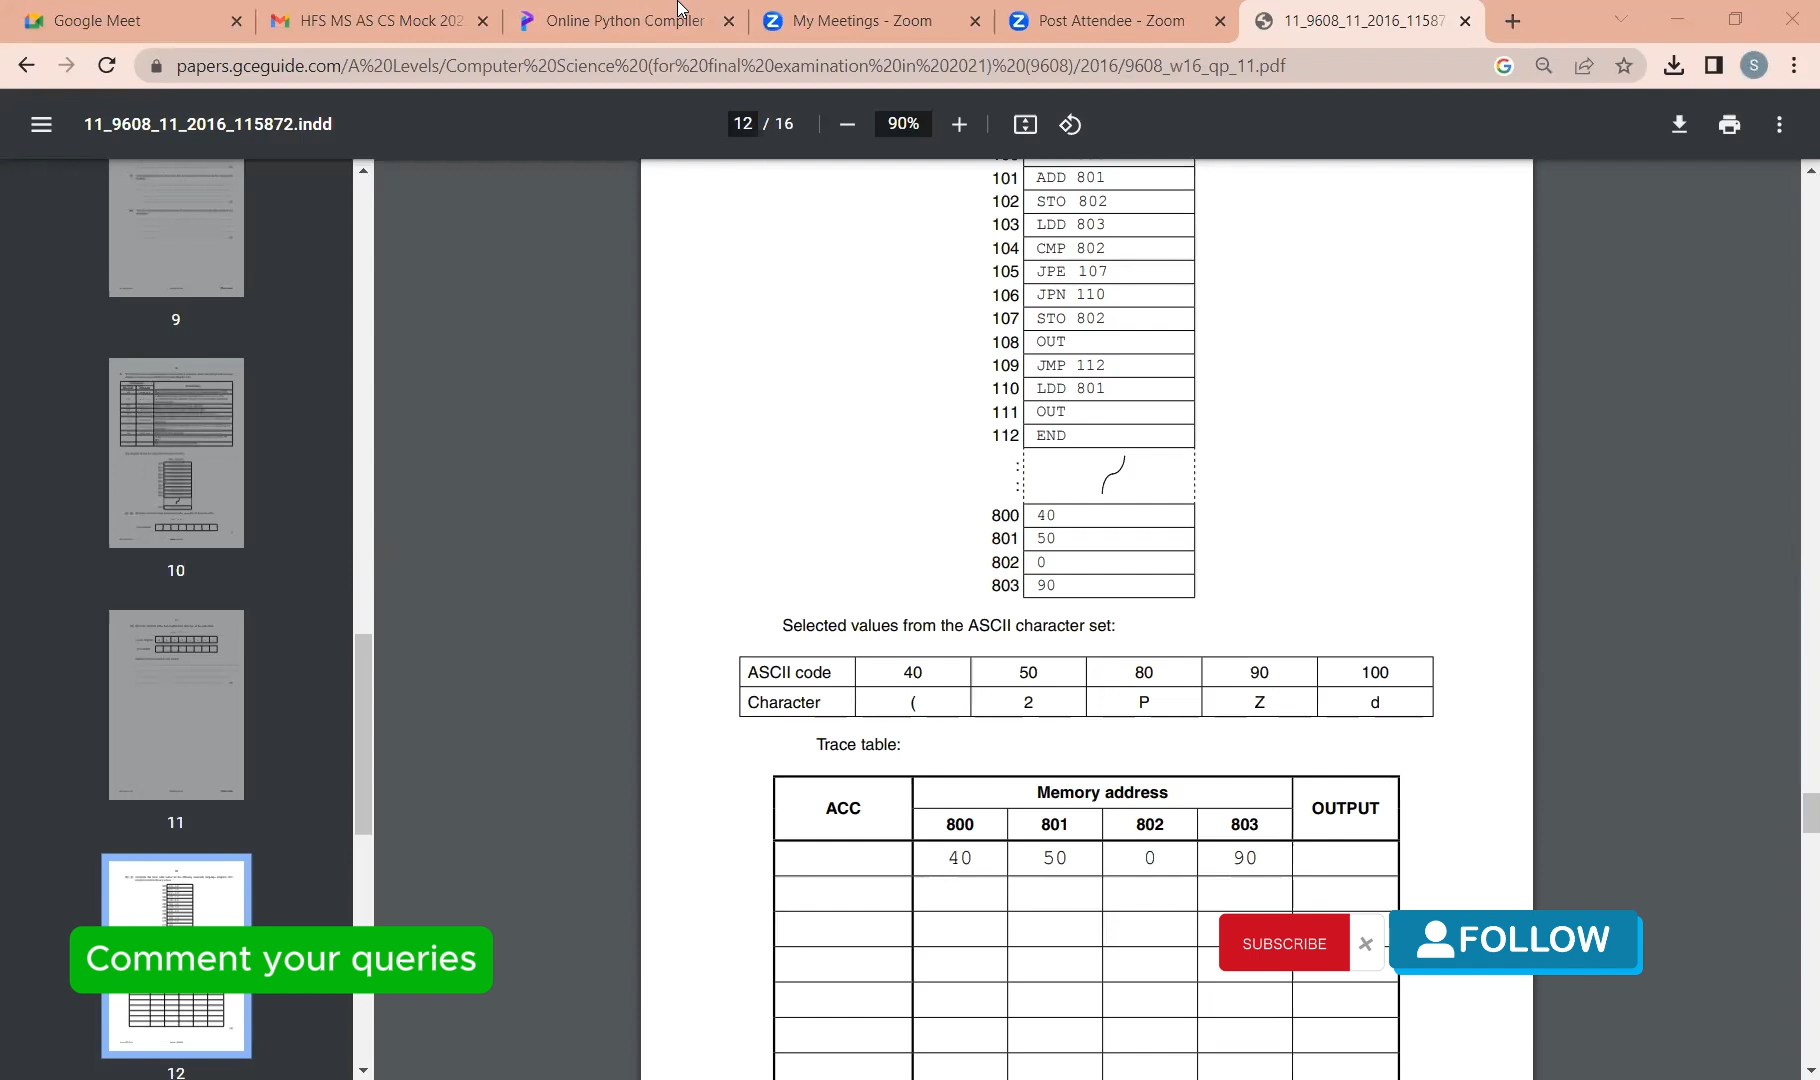 Google Meet
HFS MS AS CS Mock 202
Online Python Compiler
My Meetings - Zoom
Post Attendee - Zoom
11_9608_11_2016_11587
papers.gceguide.com/A%20Levels/Computer%20Science%20(for%20final%20examination%20in%202021)%20(9608)/2016/9608_w16_qp_11.pdf
S
11_9608_11_2016_115872.indd
12 / 16
90%
9
10
11
12
101 ADD 801
102 STO 802
103 LDD 803
104 CMP 802
105 JPE 107
106 JPN 110
107 STO 802
108 OUT
109 JMP 112
110 LDD 801
111 OUT
112 END
:
:
800 40
801 50
802 0
803 90
Selected values from the ASCII character set:
ASCII code 40 50 80 90 100
Character ( 2 P Z d
Trace table:
ACC Memory address OUTPUT
800 801 802 803
40 50 0 90
Comment your queries
SUBSCRIBE
FOLLOW